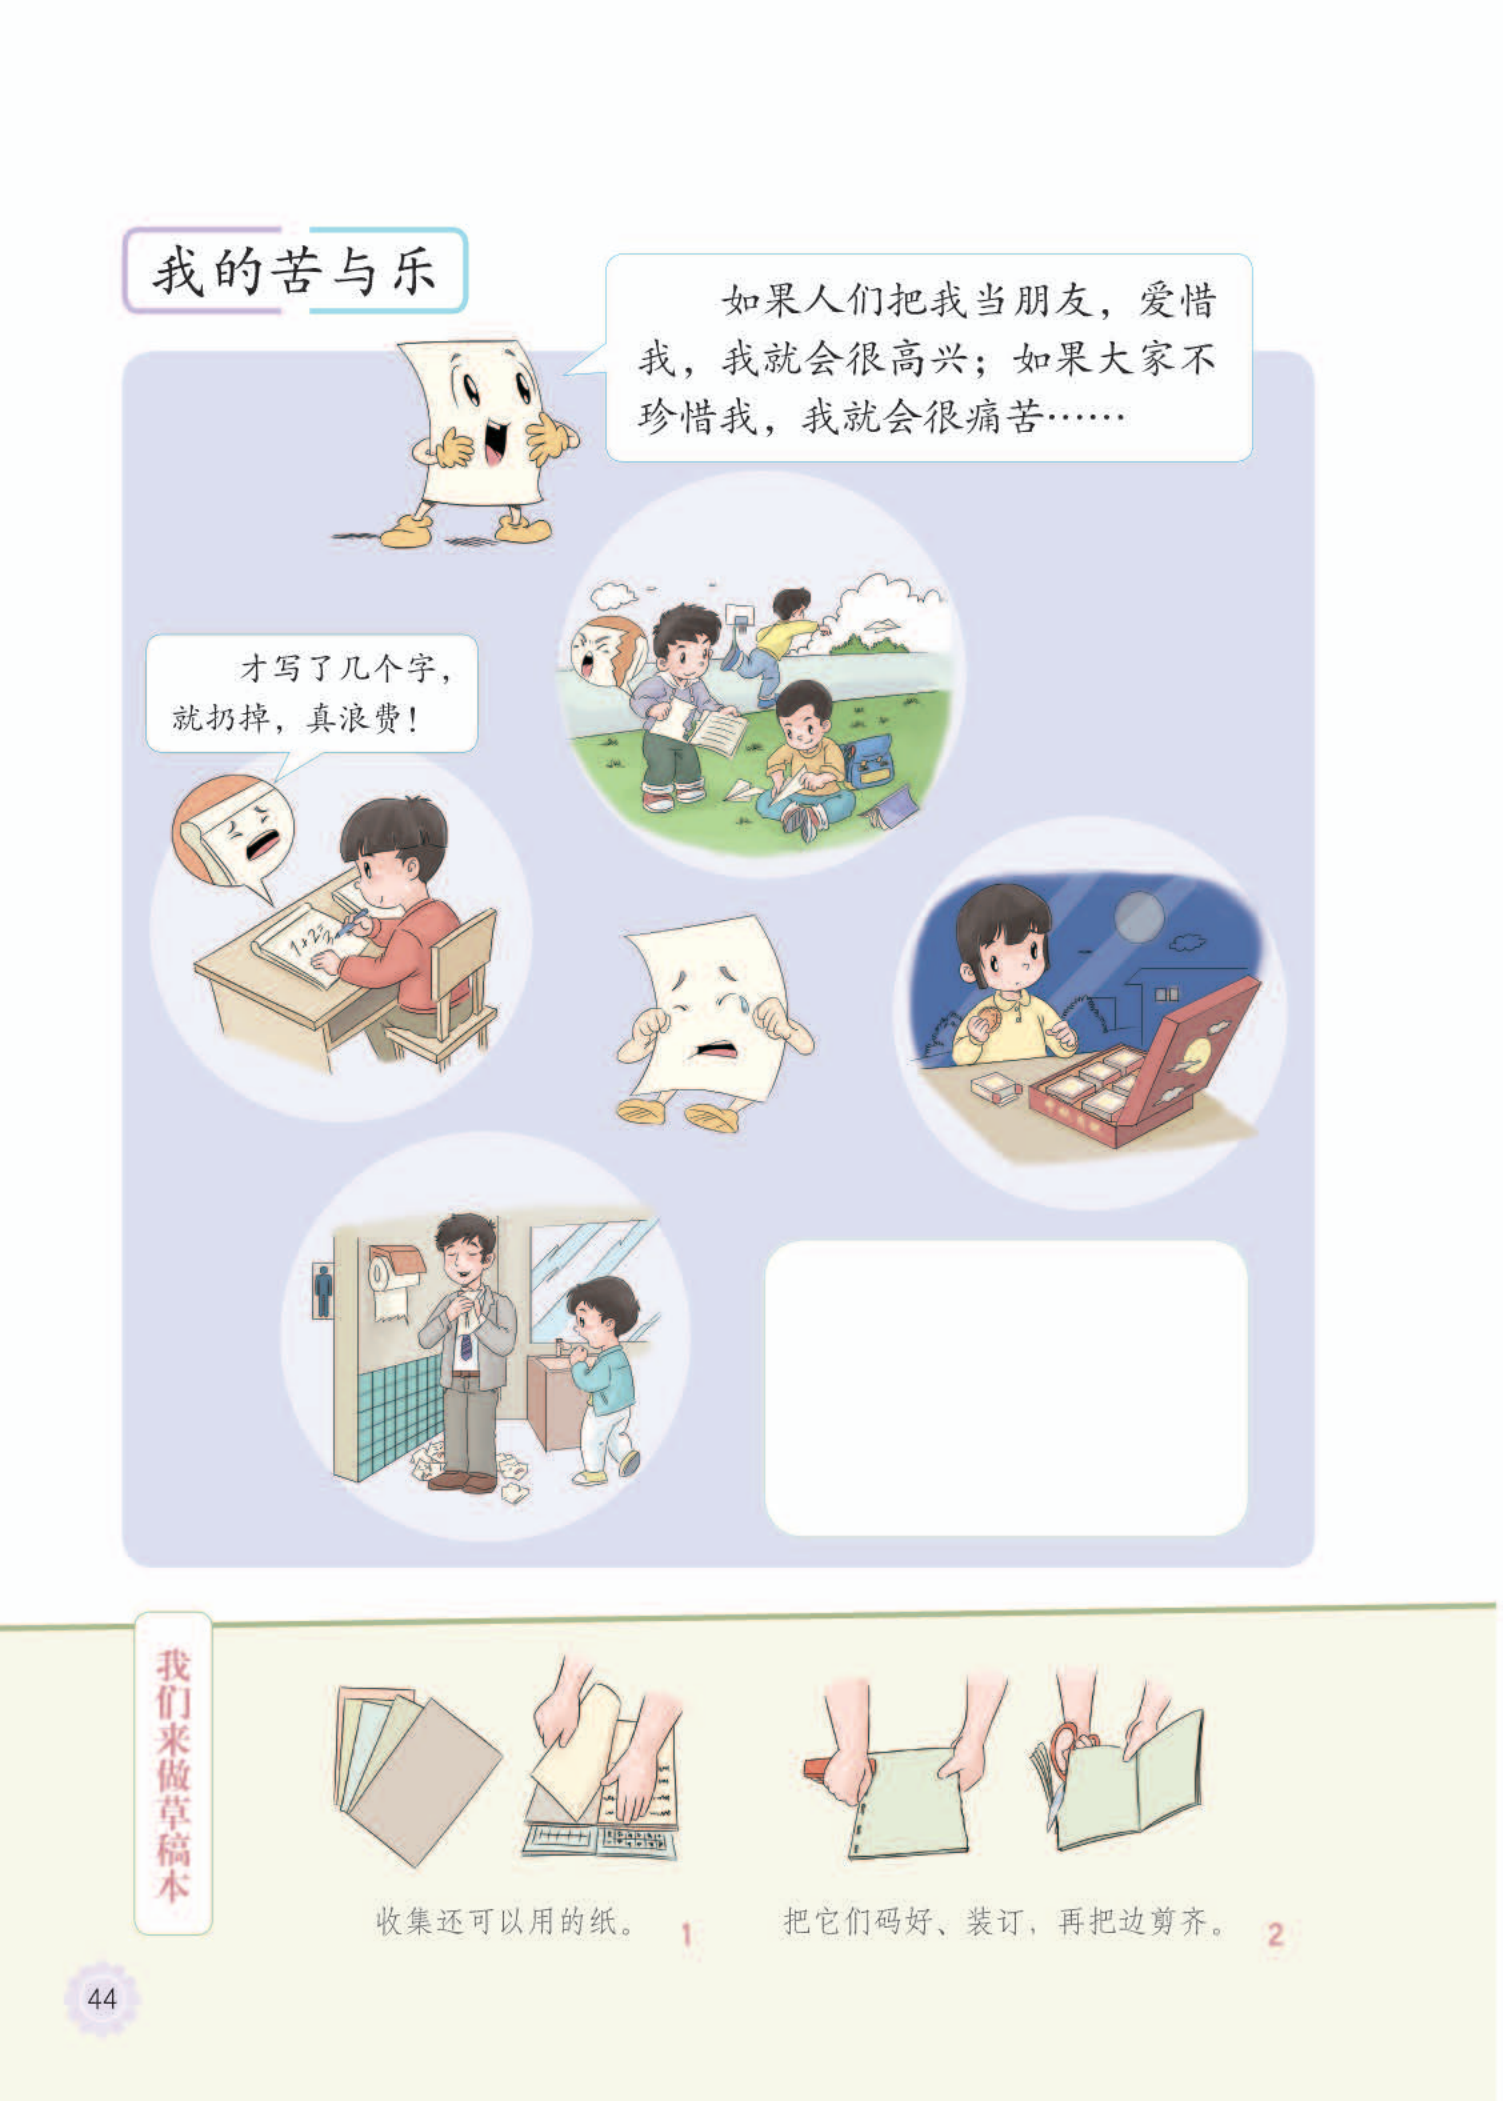 我的苦与乐
如果人们把我当朋友，爱惜
我，我就会很高兴；如果大家不
珍惜我，我就会很痛苦……
才写了几个字，
就扔掉，真浪费！
1+2=3
我们来做草稿本
收集还可以用的纸。 1
把它们码好、装订，再把边剪齐。 2
44